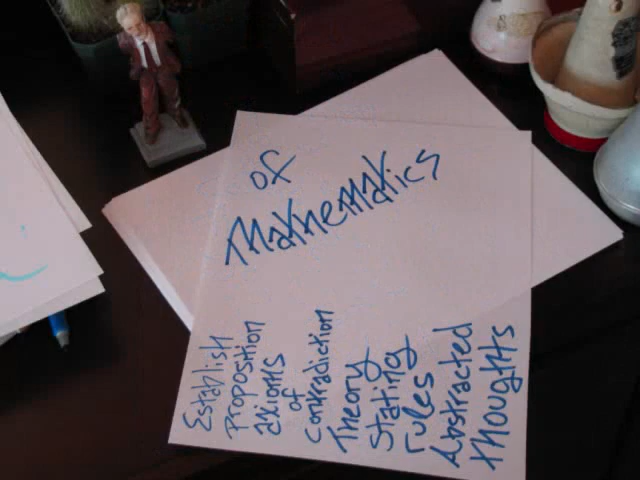 of
Mathematics
Establish
Proposition
axioms
of
contradiction
Theory
Stating
rules
Abstracted
thoughts